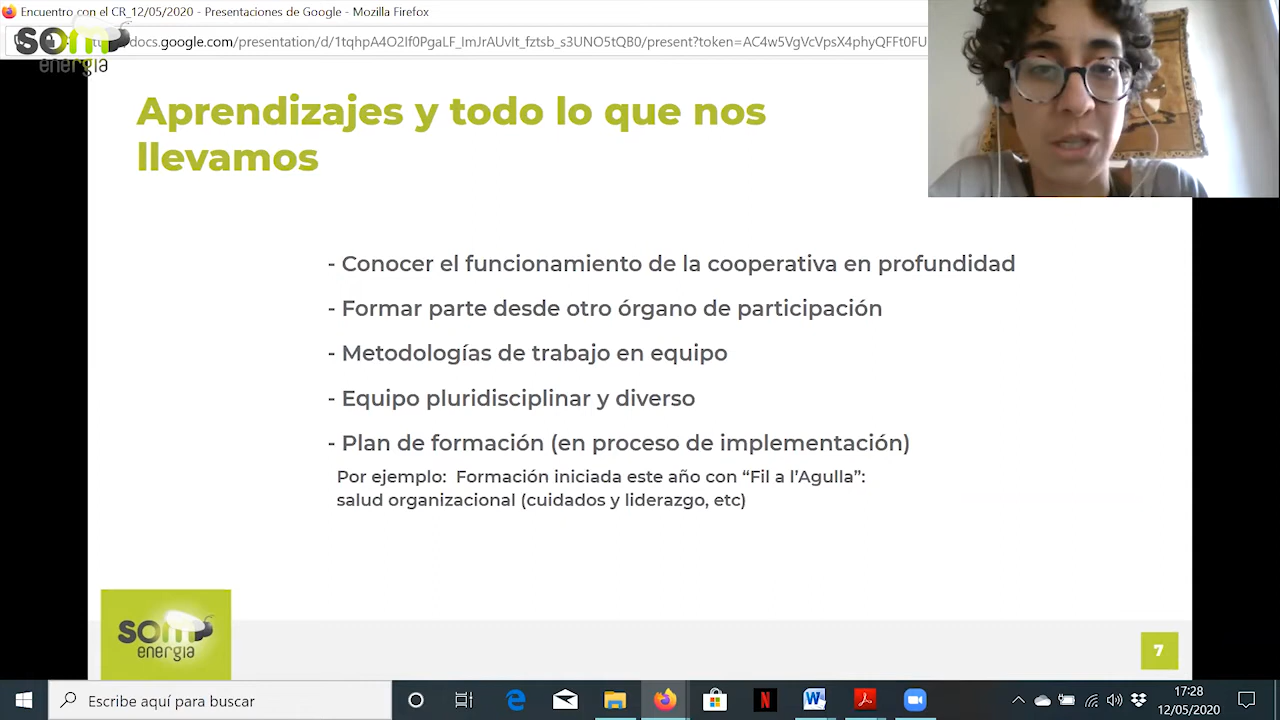 Encuentro con el CR_12/05/2020 - Presentaciones de Google - Mozilla Firefox
som
energia
docs.google.com/presentation/d/
Aprendizajes y todo lo que nos
llevamos
- Conocer el funcionamiento de la cooperativa en profundidad
- Formar parte desde otro órgano de participación
- Metodologías de trabajo en equipo
- Equipo pluridisciplinar y diverso
- Plan de formación (en proceso de implementación)
Por ejemplo: Formación iniciada este año con “Fil a l’Agulla”:
salud organizacional (cuidados y liderazgo, etc)
som
energia
7
Escribe aquí para buscar
17:28
12/05/2020